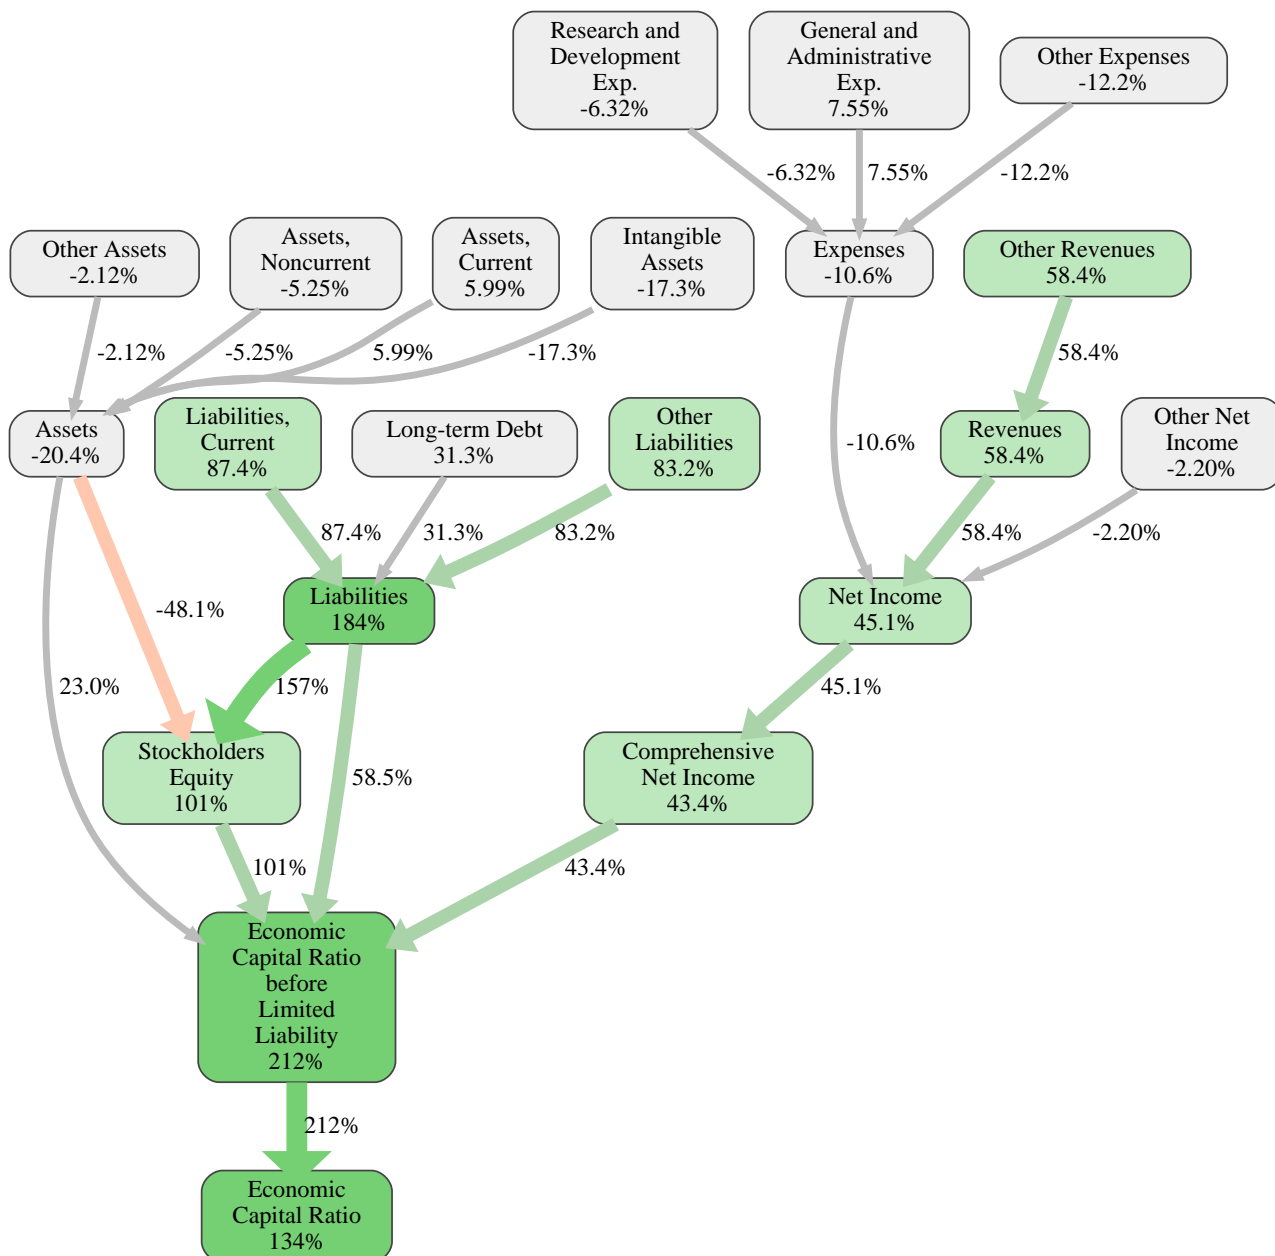 Research and
Development
Exp.
-6.32%
General and
Administrative
Exp.
7.55%
Other Expenses
-12.2%
-6.32%
7.55%
-12.2%
Other Assets
-2.12%
Assets,
Noncurrent
-5.25%
Assets,
Current
5.99%
Intangible
Assets
-17.3%
Expenses
-10.6%
Other Revenues
58.4%
-2.12%
-5.25%
5.99%
-17.3%
58.4%
Assets
-20.4%
Liabilities,
Current
87.4%
Long-term Debt
31.3%
Other
Liabilities
83.2%
-10.6%
Revenues
58.4%
Other Net
Income
-2.20%
87.4%
31.3%
83.2%
58.4%
-2.20%
-48.1%
Liabilities
184%
Net Income
45.1%
23.0%
157%
45.1%
Stockholders
Equity
101%
58.5%
Comprehensive
Net Income
43.4%
101%
43.4%
Economic
Capital Ratio
before
Limited
Liability
212%
212%
Economic
Capital Ratio
134%